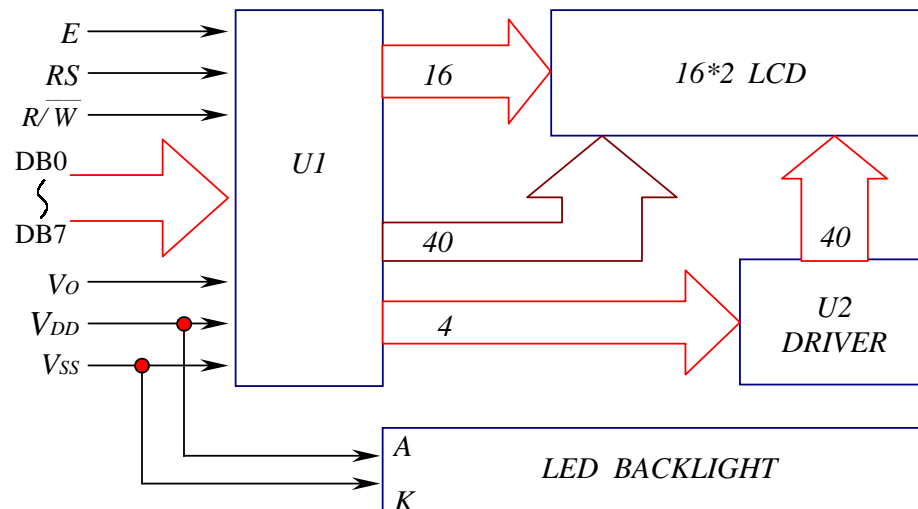 E
RS
R/W̅
DB0
DB7
VO
VDD
VSS
U1
16
40
4
16*2 LCD
40
U2
DRIVER
A
K
LED BACKLIGHT